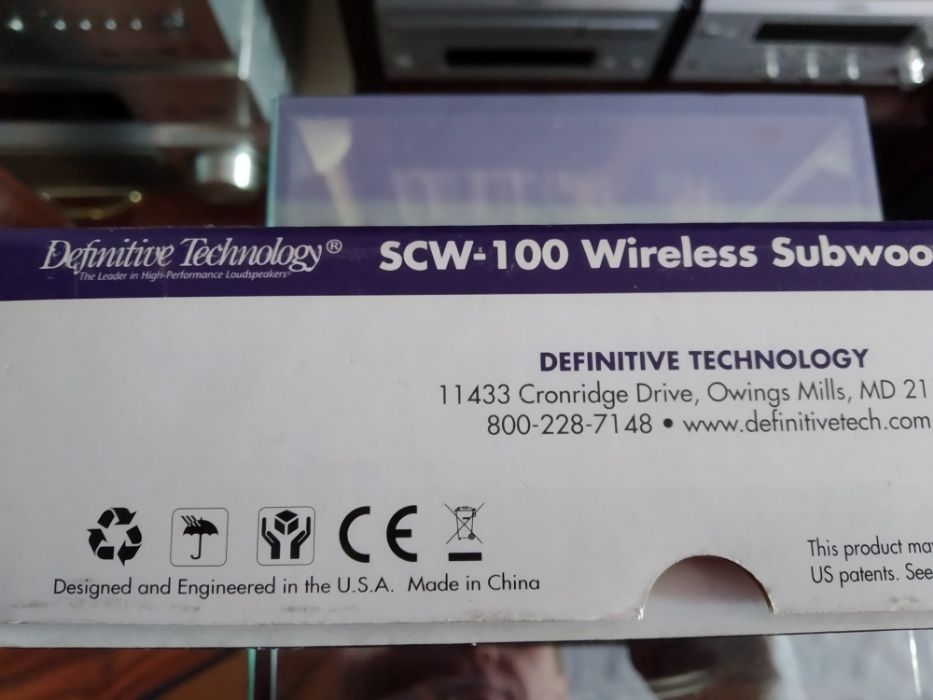 Definitive Technology® SCW-100 Wireless Subwoo
The Leader in High-Performance Loudspeakers®
DEFINITIVE TECHNOLOGY
11433 Cronridge Drive, Owings Mills, MD 21
800-228-7148 • www.definitivetech.com
CE
This product ma
US patents. See
Designed and Engineered in the U.S.A. Made in China